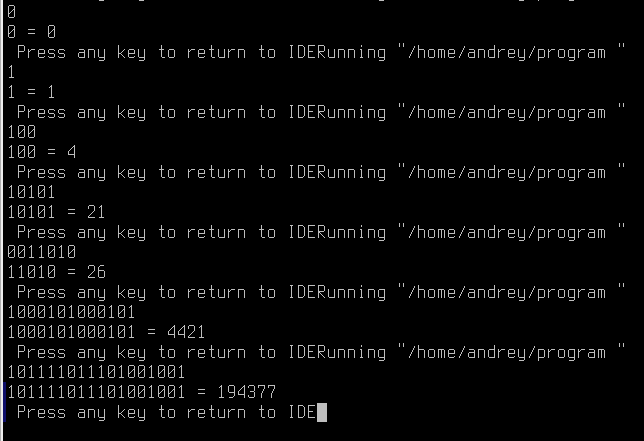 0
0 = 0
Press any key to return to IDERunning "/home/andrey/program "
1
1 = 1
Press any key to return to IDERunning "/home/andrey/program "
100
100 = 4
Press any key to return to IDERunning "/home/andrey/program "
10101
10101 = 21
Press any key to return to IDERunning "/home/andrey/program "
0011010
11010 = 26
Press any key to return to IDERunning "/home/andrey/program "
1000101000101
1000101000101 = 4421
Press any key to return to IDERunning "/home/andrey/program "
101111011101001001
101111011101001001 = 194377
Press any key to return to IDE